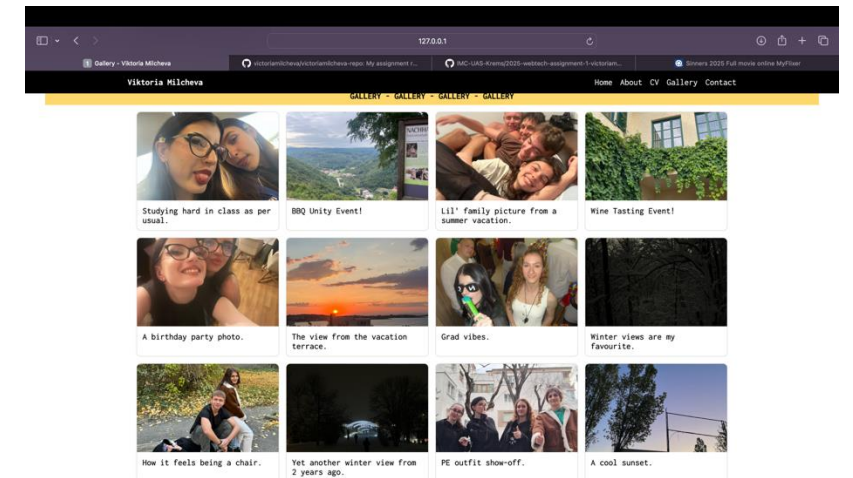 127.0.0.1
1 Gallery - Viktoria Milcheva
victoriamilcheva/victoriamilcheva-repo: My assignment r...
IMC-UAS-Krems/2025-webtech-assignment-1-victoriam...
Sinners 2025 Full movie online MyFlixer
Viktoria Milcheva
Home About CV Gallery Contact
GALLERY - GALLERY - GALLERY - GALLERY
Studying hard in class as per
usual.
BBQ Unity Event!
Lil' family picture from a
summer vacation.
Wine Tasting Event!
A birthday party photo.
The view from the vacation
terrace.
Grad vibes.
Winter views are my
favourite.
How it feels being a chair.
Yet another winter view from
2 years ago.
PE outfit show-off.
A cool sunset.